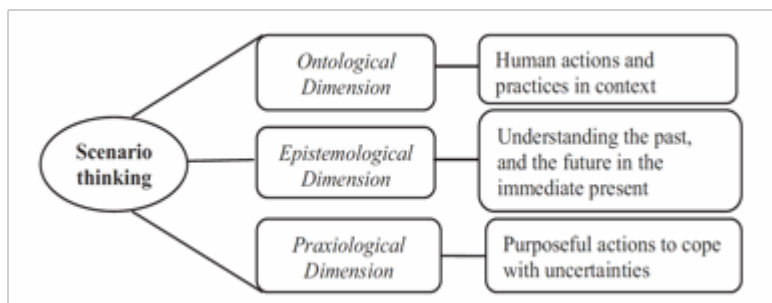 Ontological
Dimension
Human actions and
practices in context
Scenario
thinking
Epistemological
Dimension
Understanding the past,
and the future in the
immediate present
Praxiological
Dimension
Purposeful actions to cope
with uncertainties